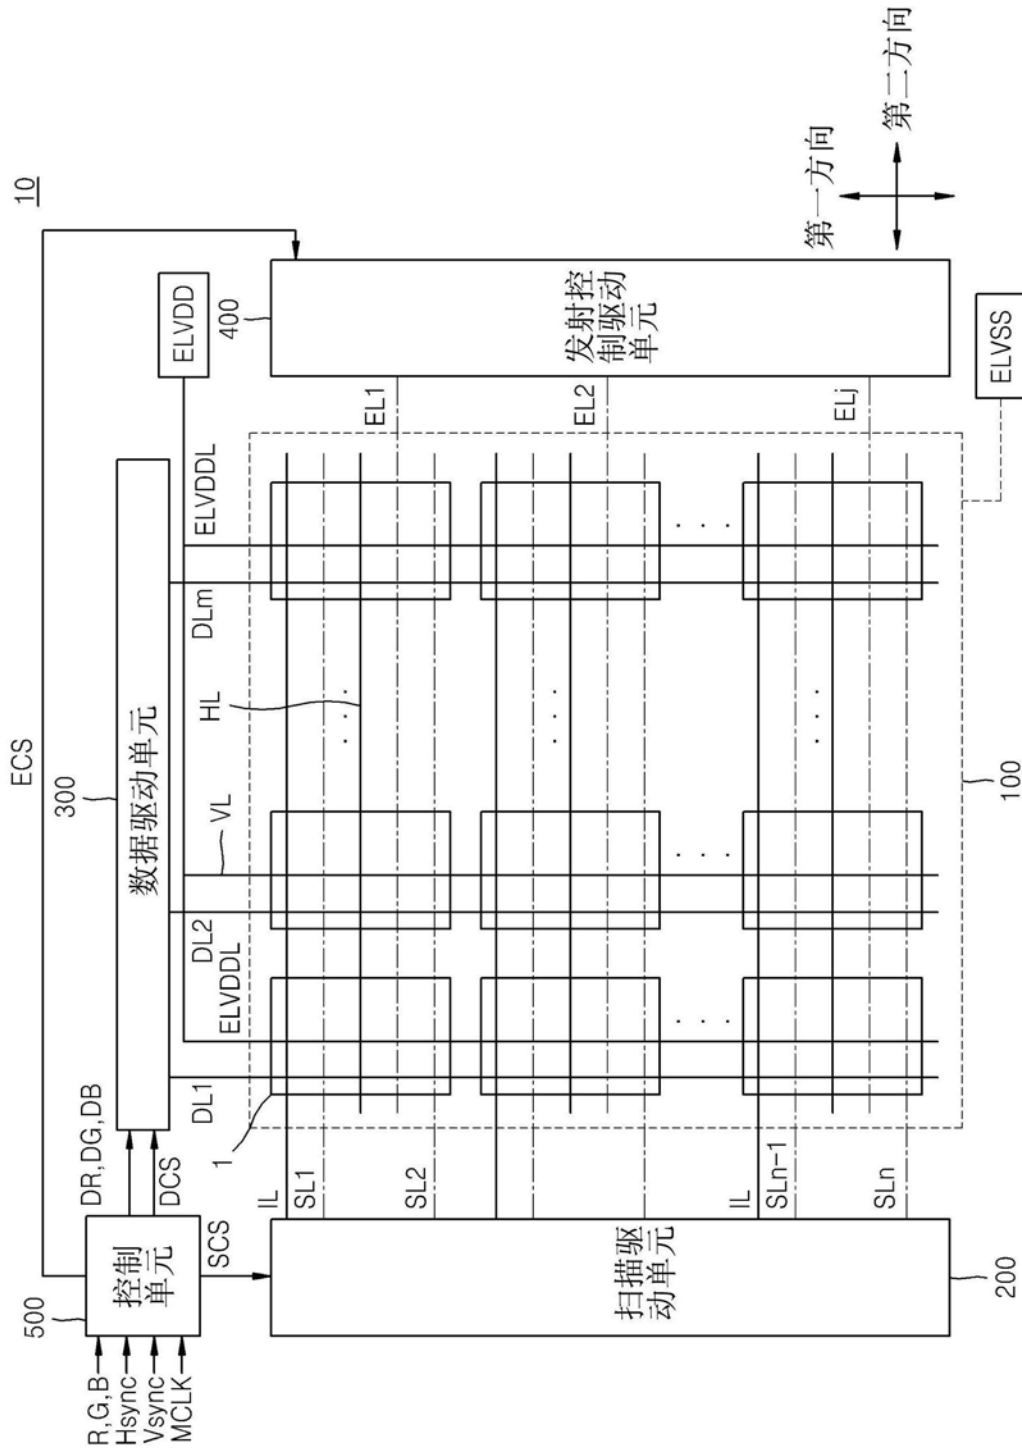 10
ECS
300
数据驱动单元
ELVDD
500
控制
单元
R,G,B
Hsync
Vsync
MCLK
DR,DG,DB
DCS
SCS
DL1
ELVDDL
DL2
VL
HL
DLm
ELVDDL
400
1
IL
SL1
SL2
IL
SLn-1
SLn
扫描驱
动单元
200
. . .
. . .
. . .
. . .
. . .
. . .
EL1
EL2
ELj
发射控
制驱动
单元
100
ELVSS
第一方向
第二方向